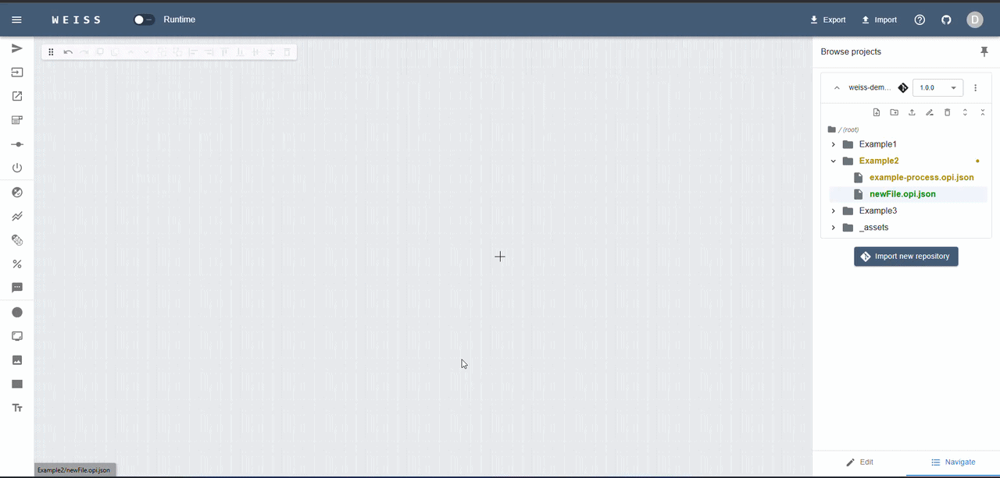 WEISS
Runtime
Export
Import
D
Browse projects
weiss-dem...
1.0.0
/ (root)
Example1
Example2
example-process.opi.json
newFile.opi.json
Example3
_assets
Import new repository
Tт
Example2/newFile.opi.json
Edit
Navigate